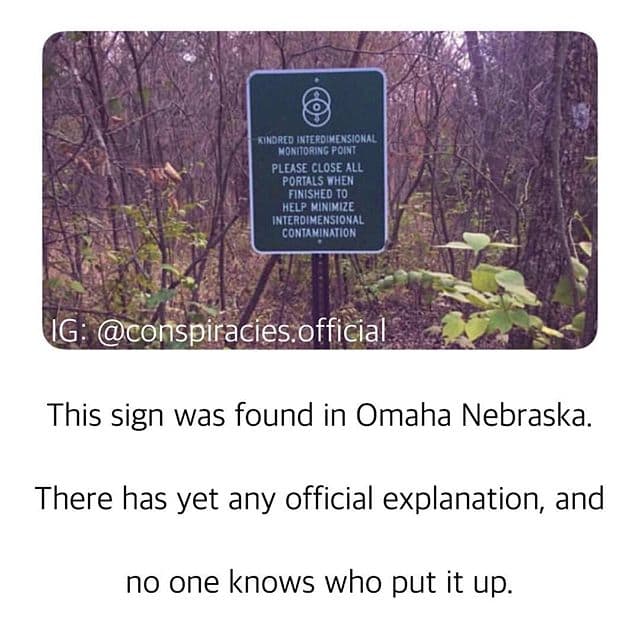 KINDRED INTERDIMENSIONAL
MONITORING POINT
PLEASE CLOSE ALL
PORTALS WHEN
FINISHED TO
HELP MINIMIZE
INTERDIMENSIONAL
CONTAMINATION
IG: @conspiracies.official
This sign was found in Omaha Nebraska.
There has yet any official explanation, and
no one knows who put it up.